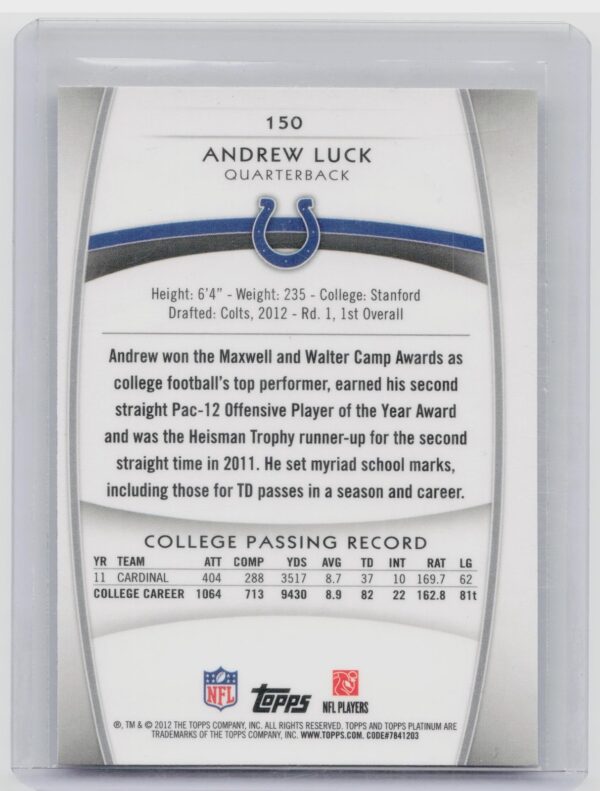 150
ANDREW LUCK
QUARTERBACK
Height: 6'4" - Weight: 235 - College: Stanford
Drafted: Colts, 2012 - Rd. 1, 1st Overall
Andrew won the Maxwell and Walter Camp Awards as
college football's top performer, earned his second
straight Pac-12 Offensive Player of the Year Award
and was the Heisman Trophy runner-up for the second
straight time in 2011. He set myriad school marks,
including those for TD passes in a season and career.
COLLEGE PASSING RECORD
YR TEAM ATT COMP YDS AVG TD INT RAT LG
11 CARDINAL 404 288 3517 8.7 37 10 169.7 62
COLLEGE CAREER 1064 713 9430 8.9 82 22 162.8 81t
NFL
Topps
NFL PLAYERS
®, TM & © 2012 THE TOPPS COMPANY, INC. ALL RIGHTS RESERVED. TOPPS AND TOPPS PLATINUM ARE
TRADEMARKS OF THE TOPPS COMPANY, INC. WWW.TOPPS.COM. CODE#7841203